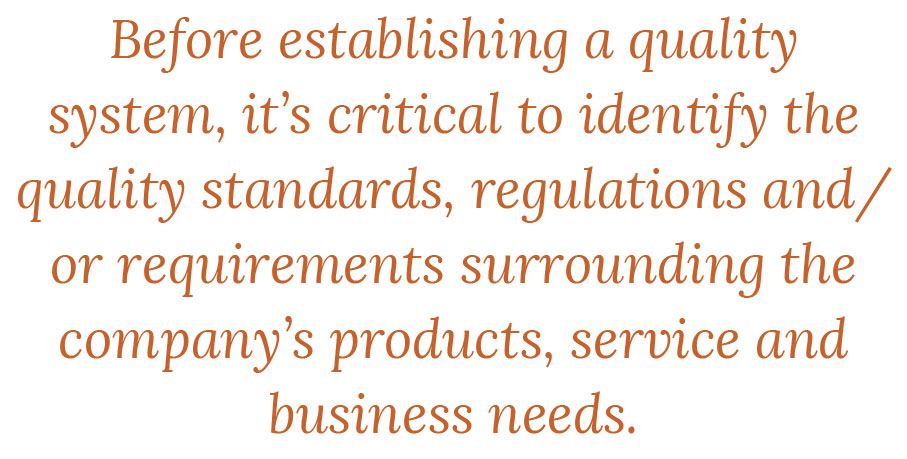 Before establishing a quality
system, it’s critical to identify the
quality standards, regulations and/
or requirements surrounding the
company’s products, service and
business needs.